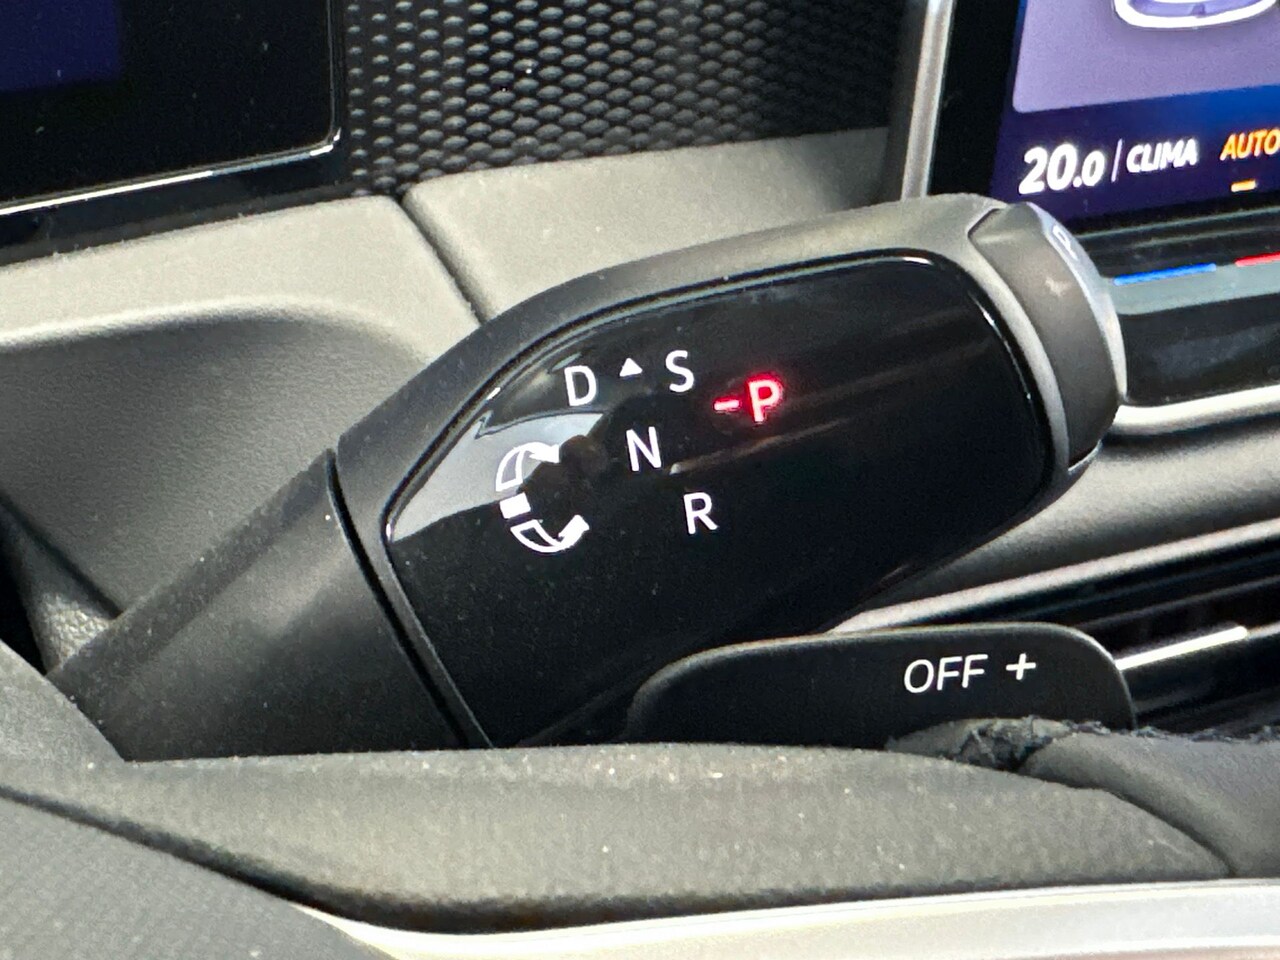 20.0 | CLIMA AUTO
P
D ▲ S
-P
N
R
OFF +